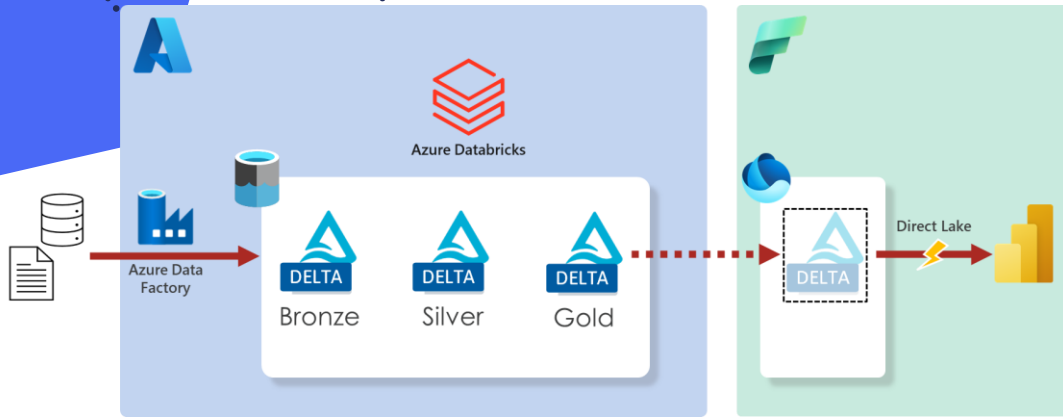 Azure Databricks
Azure Data
Factory
DELTA
Bronze
DELTA
Silver
DELTA
Gold
DELTA
Direct Lake